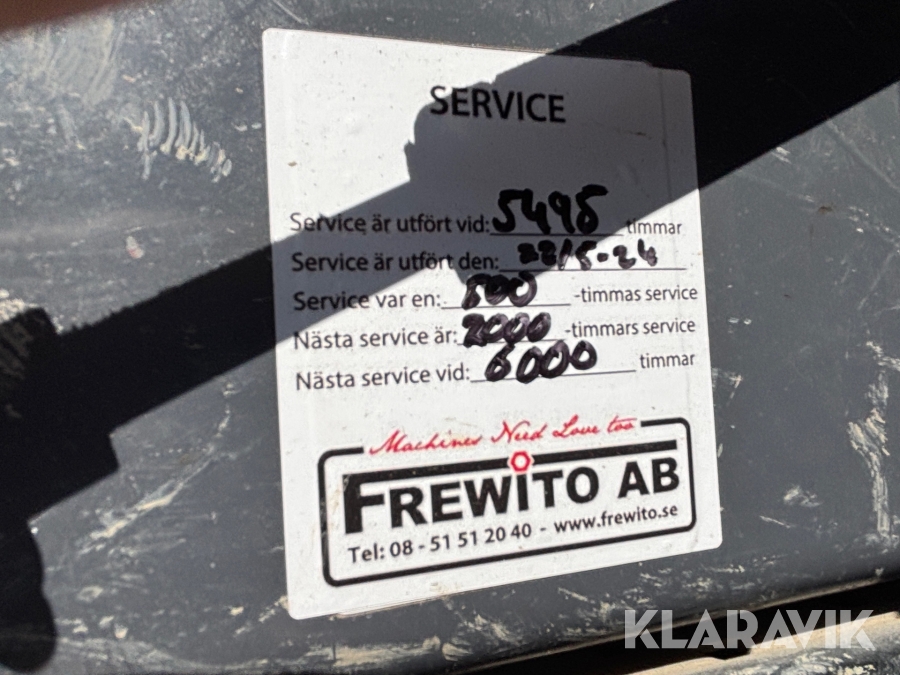 SERVICE
Service är utfört vid: 5495 timmar
Service är utfört den: 22/5-24
Service var en: 500 -timmas service
Nästa service är: 2000 -timmars service
Nästa service vid: 6000 timmar
Machines Need Love too
FREWITO AB
Tel: 08 - 51 51 20 40 - www.frewito.se
KLARAVIK